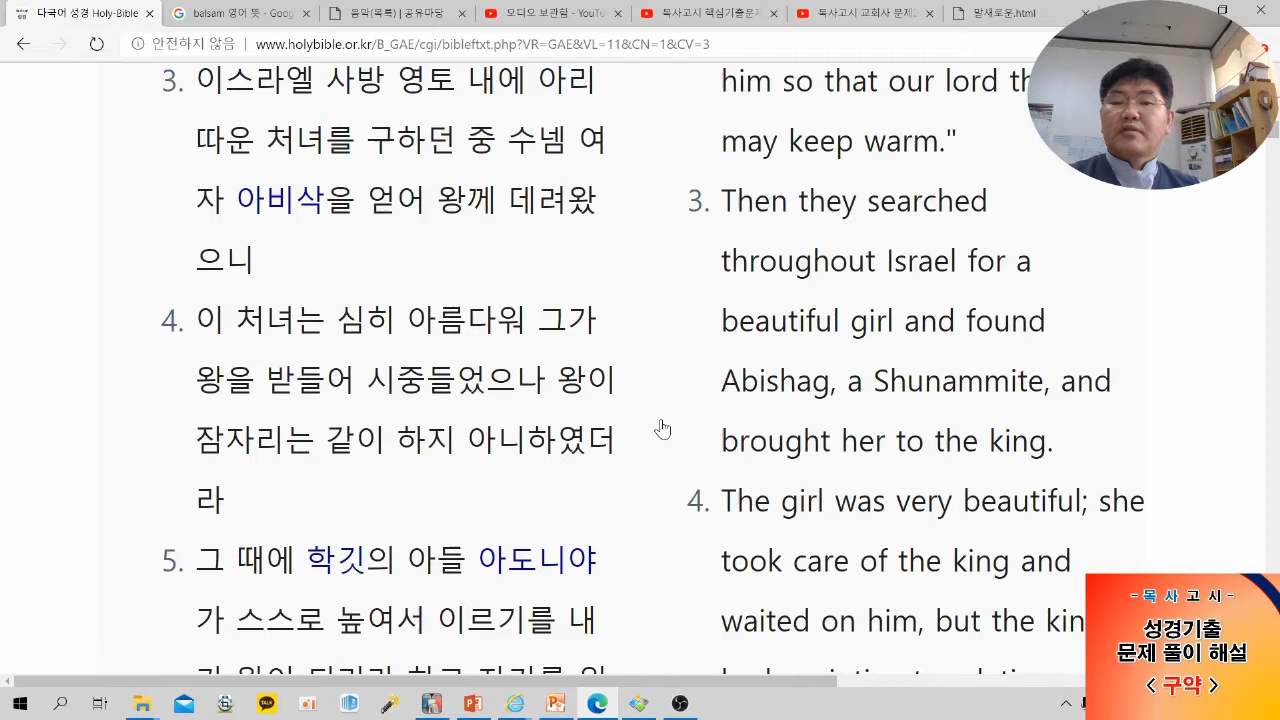 다국어 성경 Holy-Bible
balsam 영어 뜻 - Goog
음악(목록) | 공유마당
오디오 보관함 - YouTu
목사고시 핵심기출문
목사고시 교회사 문제
말새로운.html
안전하지 않음 | www.holybible.or.kr/B_GAE/cgi/bibleftxt.php?VR=GAE&VL=11&CN=1&CV=3
3. 이스라엘 사방 영토 내에 아리
따운 처녀를 구하던 중 수넴 여
자 아비삭을 얻어 왕께 데려왔
으니
4. 이 처녀는 심히 아름다워 그가
왕을 받들어 시중들었으나 왕이
잠자리는 같이 하지 아니하였더
라
5. 그 때에 학깃의 아들 아도니야
가 스스로 높여서 이르기를 내
him so that our lord th
may keep warm."
3. Then they searched
throughout Israel for a
beautiful girl and found
Abishag, a Shunammite, and
brought her to the king.
4. The girl was very beautiful; she
took care of the king and
waited on him, but the kin
- 목 사 고 시 -
성경기출
문제 풀이 해설
< 구약 >